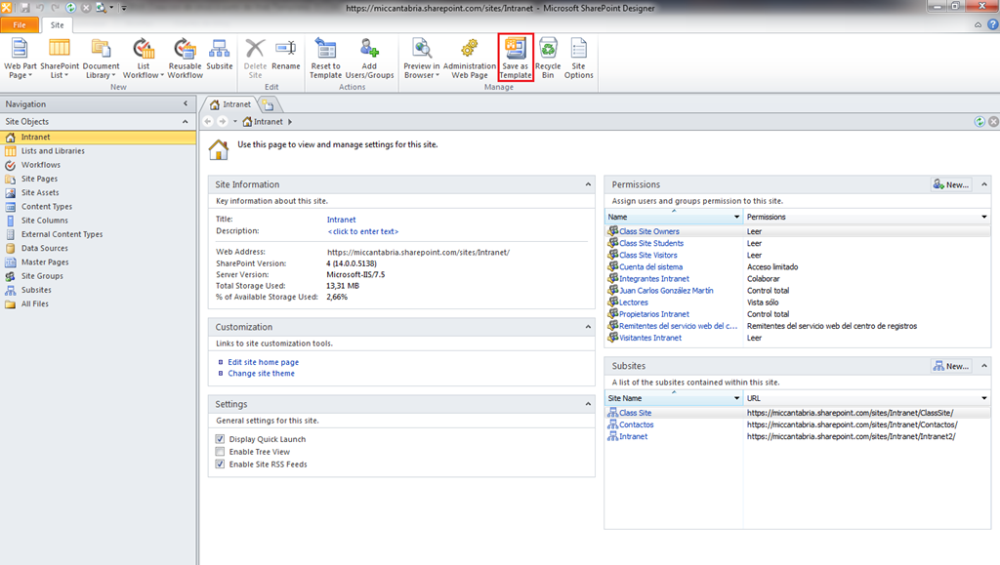 https://miccantabria.sharepoint.com/sites/Intranet - Microsoft SharePoint Designer
File Site
Web Part Page
SharePoint List
Document Library
List Workflow
Reusable Workflow
Subsite
New
Delete Site
Rename
Edit
Reset to Template
Add Users/Groups
Actions
Preview in Browser
Administration Web Page
Save as Template
Recycle Bin
Site Options
Manage
Navigation
Site Objects
Intranet
Lists and Libraries
Workflows
Site Pages
Site Assets
Content Types
Site Columns
External Content Types
Data Sources
Master Pages
Site Groups
Subsites
All Files
Intranet
Intranet
Use this page to view and manage settings for this site.
Site Information
Key information about this site.
Title: Intranet
Description: <click to enter text>
Web Address: https://miccantabria.sharepoint.com/sites/Intranet/
SharePoint Version: 4 (14.0.0.5138)
Server Version: Microsoft-IIS/7.5
Total Storage Used: 13,31 MB
% of Available Storage Used: 2,66%
Customization
Links to site customization tools.
Edit site home page
Change site theme
Settings
General settings for this site.
Display Quick Launch
Enable Tree View
Enable Site RSS Feeds
Permissions New...
Assign users and groups permission to this site.
Name Permissions
Class Site Owners Leer
Class Site Students Leer
Class Site Visitors Leer
Cuenta del sistema Acceso limitado
Integrantes Intranet Colaborar
Juan Carlos González Martín Control total
Lectores Vista sólo
Propietarios Intranet Control total
Remitentes del servicio web del c... Remitentes del servicio web del centro de registros
Visitantes Intranet Leer
Subsites New...
A list of the subsites contained within this site.
Site Name URL
Class Site https://miccantabria.sharepoint.com/sites/Intranet/ClassSite/
Contactos https://miccantabria.sharepoint.com/sites/Intranet/Contactos/
Intranet https://miccantabria.sharepoint.com/sites/Intranet/Intranet2/